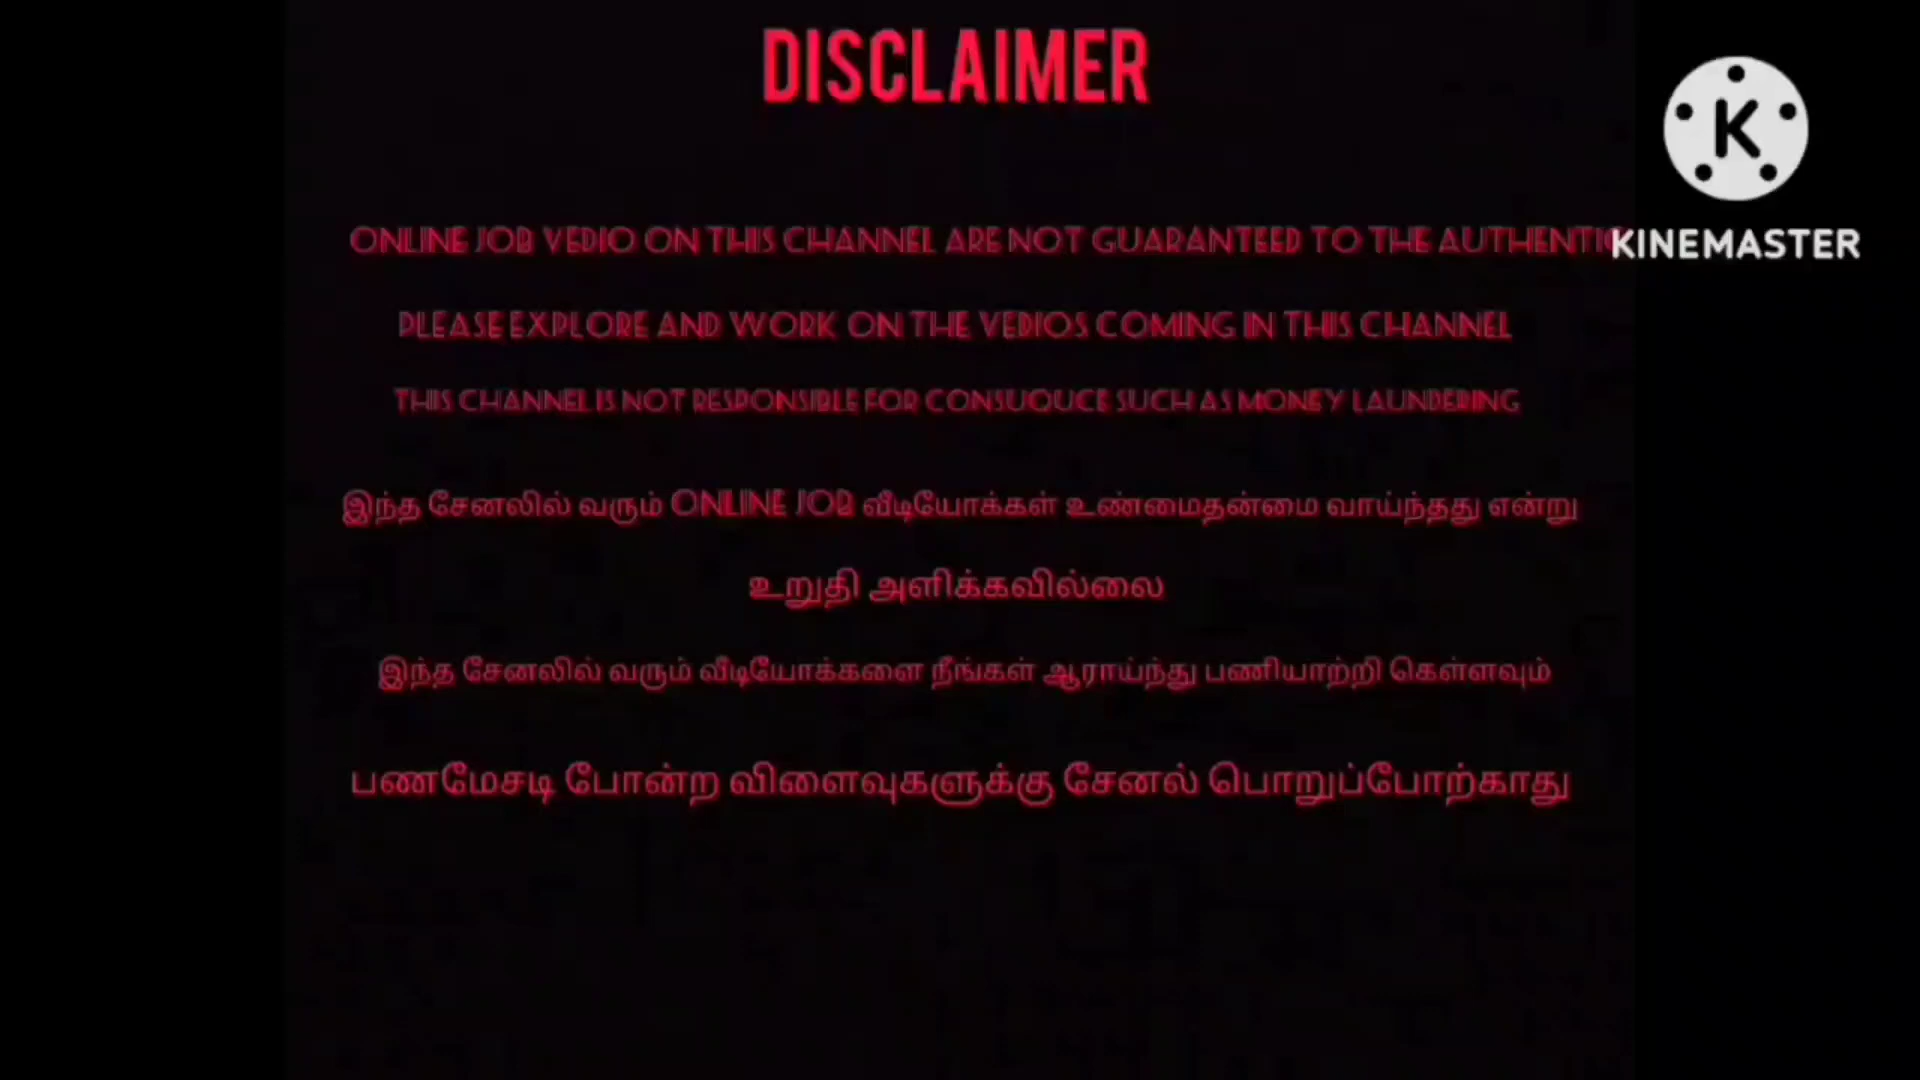 DISCLAIMER
K
KINEMASTER
ONLINE JOB VEDIO ON THIS CHANNEL ARE NOT GUARANTEED TO THE AUTHENTIC
PLEASE EXPLORE AND WORK ON THE VEDIOS COMING IN THIS CHANNEL
THIS CHANNEL IS NOT RESPONSIBLE FOR CONSUQUCE SUCH AS MONEY LAUNDERING
இந்த சேனலில் வரும் ONLINE JOB வீடியோக்கள் உண்மைதன்மை வாய்ந்தது என்று
உறுதி அளிக்கவில்லை
இந்த சேனலில் வரும் வீடியோக்களை நீங்கள் ஆராய்ந்து பணியாற்றி கெள்ளவும்
பணமேசடி போன்ற விளைவுகளுக்கு சேனல் பொறுப்போற்காது